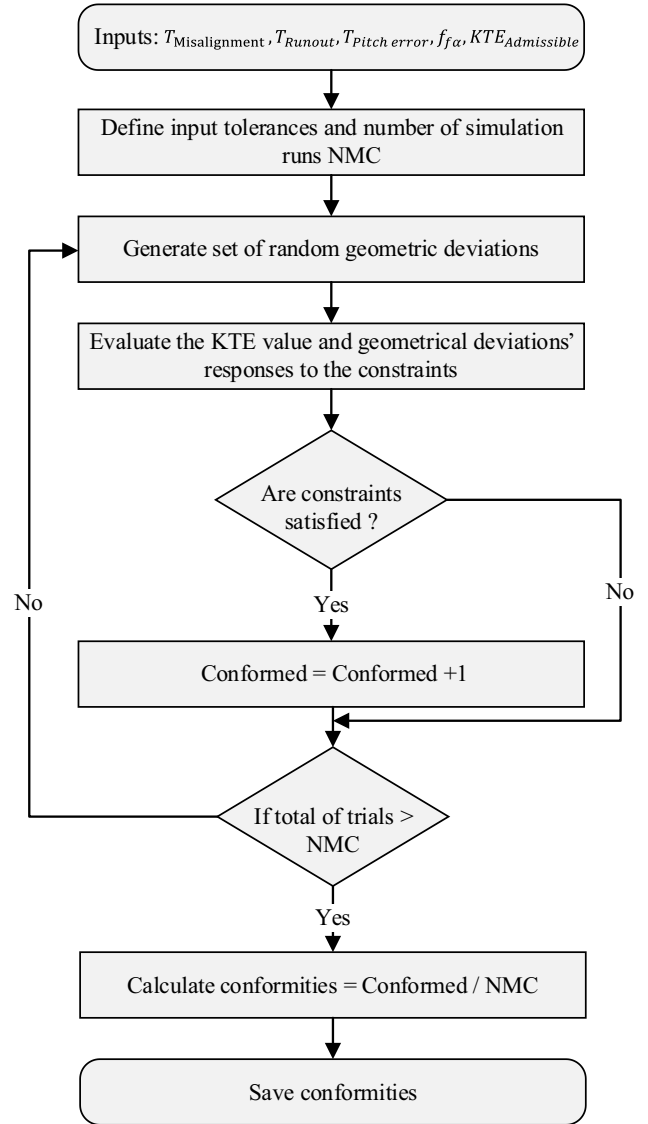 Inputs: T_Misalignment, T_Runout, T_Pitch error, f_fα, KTE_Admissible
Define input tolerances and number of simulation
runs NMC
Generate set of random geometric deviations
Evaluate the KTE value and geometrical deviations’
responses to the constraints
Are constraints
satisfied ?
No
No
Yes
Conformed = Conformed +1
If total of trials >
NMC
Yes
Calculate conformities = Conformed / NMC
Save conformities